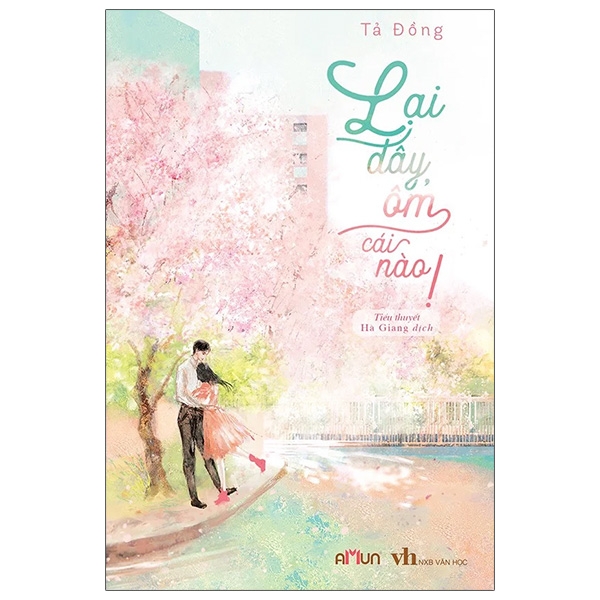 Tả Đồng
Lại
đây,
ôm
cái
nào!
Tiểu thuyết
Hà Giang dịch
AMUN
vh NXB VĂN HỌC